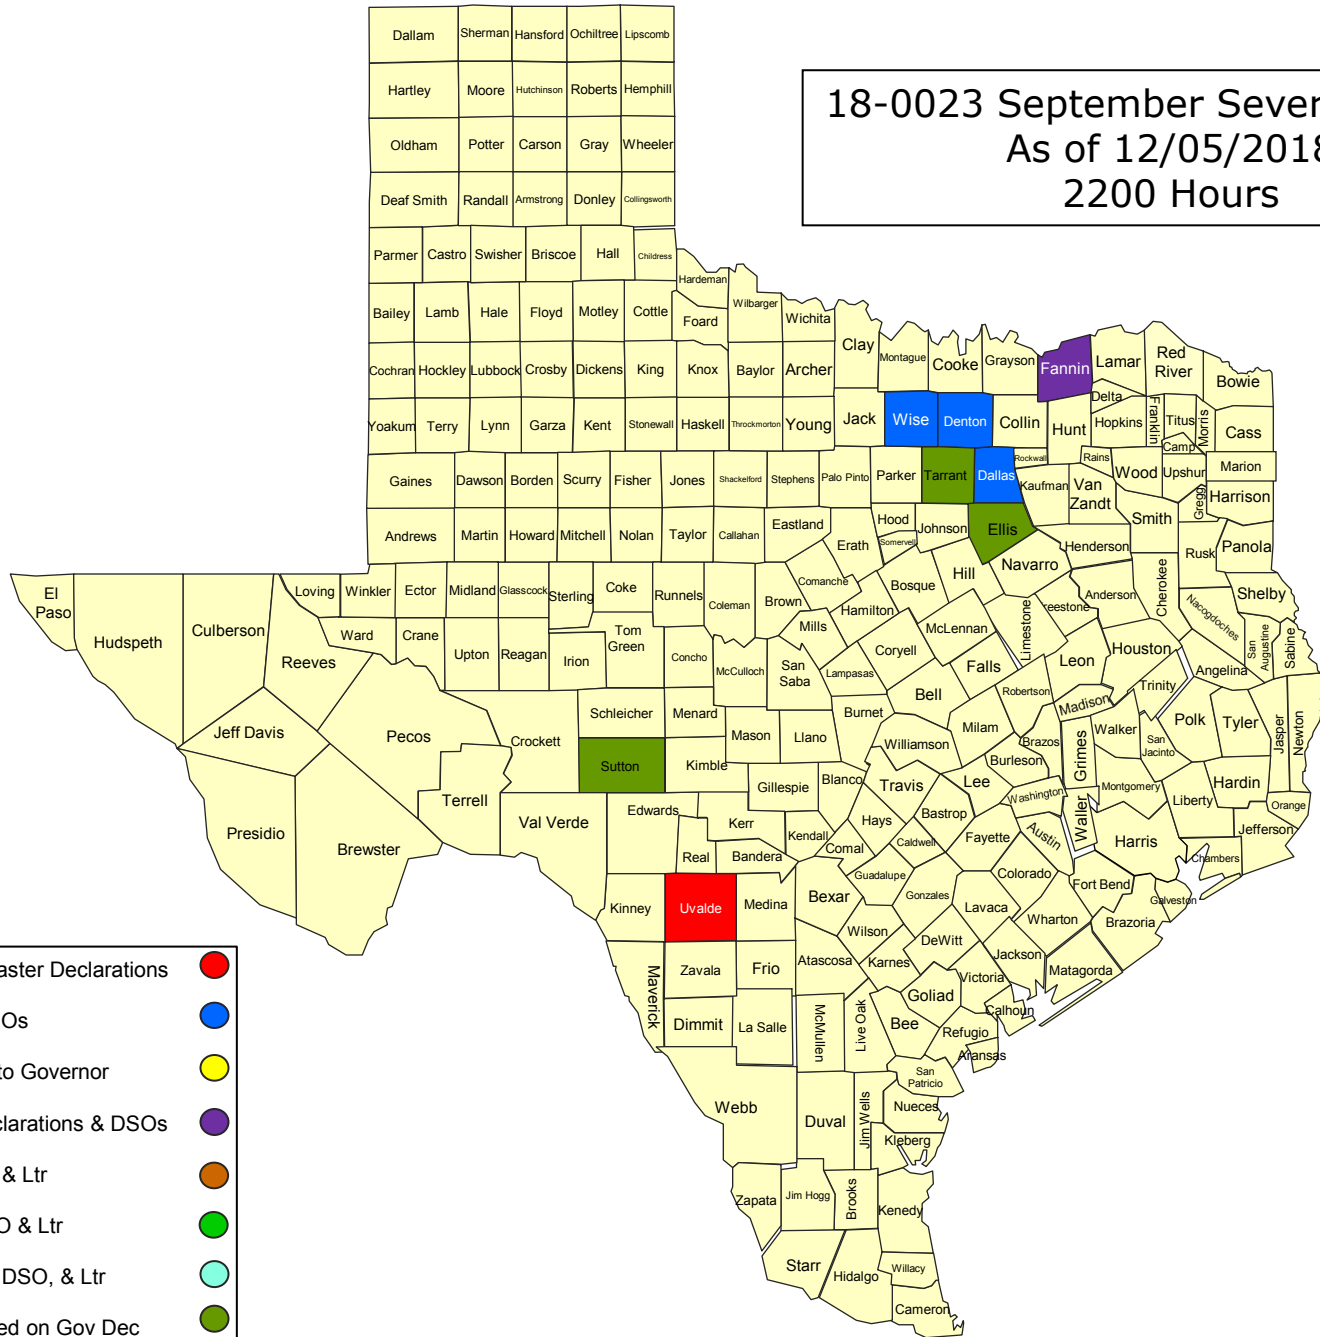 Dallam Sherman Hansford Ochiltree Lipscomb
Hartley Moore Hutchinson Roberts Hemphill
18-0023 September Sever
As of 12/05/2018
2200 Hours
Oldham Potter Carson Gray Wheeler
Deaf Smith Randall Armstrong Donley Collingsworth
Parmer Castro Swisher Briscoe Hall Childress
Hardeman
Bailey Lamb Hale Floyd Motley Cottle Foard Wilbarger Wichita
Clay Montague Cooke Grayson Fannin Lamar Red River Bowie
Cochran Hockley Lubbock Crosby Dickens King Knox Baylor Archer
Delta
Yoakum Terry Lynn Garza Kent Stonewall Haskell Throckmorton Young Jack Wise Denton Collin Hunt Hopkins Franklin Titus Morris Cass
Camp
Rockwall Rains Wood Upshur Marion
Gaines Dawson Borden Scurry Fisher Jones Shackelford Stephens Palo Pinto Parker Tarrant Dallas Kaufman Van Zandt Gregg Harrison
Smith
Andrews Martin Howard Mitchell Nolan Taylor Callahan Eastland Erath Hood Somervell Johnson Ellis Henderson Rusk Panola
El Paso Hudspeth Culberson Loving Winkler Ector Midland Glasscock Sterling Coke Runnels Coleman Brown Comanche Bosque Hill Navarro Anderson Cherokee Shelby
Hamilton Limestone reestone Nacogdoches
Ward Crane Upton Reagan Irion Tom Green Concho McCulloch San Saba Mills Lampasas Coryell McLennan Falls Leon Houston Angelina San Augustine Sabine
Reeves Bell Robertson Madison Trinity
Jeff Davis Pecos Crockett Schleicher Menard Mason Llano Burnet Williamson Milam Brazos Grimes Walker San Jacinto Polk Tyler Jasper Newton
Sutton Kimble Gillespie Blanco Travis Lee Burleson Washington Waller Montgomery Liberty Hardin Orange
Presidio Brewster Terrell Val Verde Edwards Kerr Kendall Hays Bastrop Fayette Austin Harris Jefferson
Real Bandera Comal Caldwell Chambers
Kinney Uvalde Medina Bexar Guadalupe Gonzales Lavaca Colorado Fort Bend Galveston
Wilson Wharton Brazoria
Maverick Zavala Frio Atascosa Karnes DeWitt Jackson Matagorda
Dimmit La Salle McMullen Live Oak Bee Goliad Victoria Calhoun
Refugio
Aransas
San Patricio
Webb Duval Jim Wells Nueces
Kleberg
Zapata Jim Hogg Brooks Kenedy
Starr Hidalgo Willacy
Cameron
aster Declarations
Os
to Governor
clarations & DSOs
& Ltr
O & Ltr
DSO, & Ltr
ed on Gov Dec